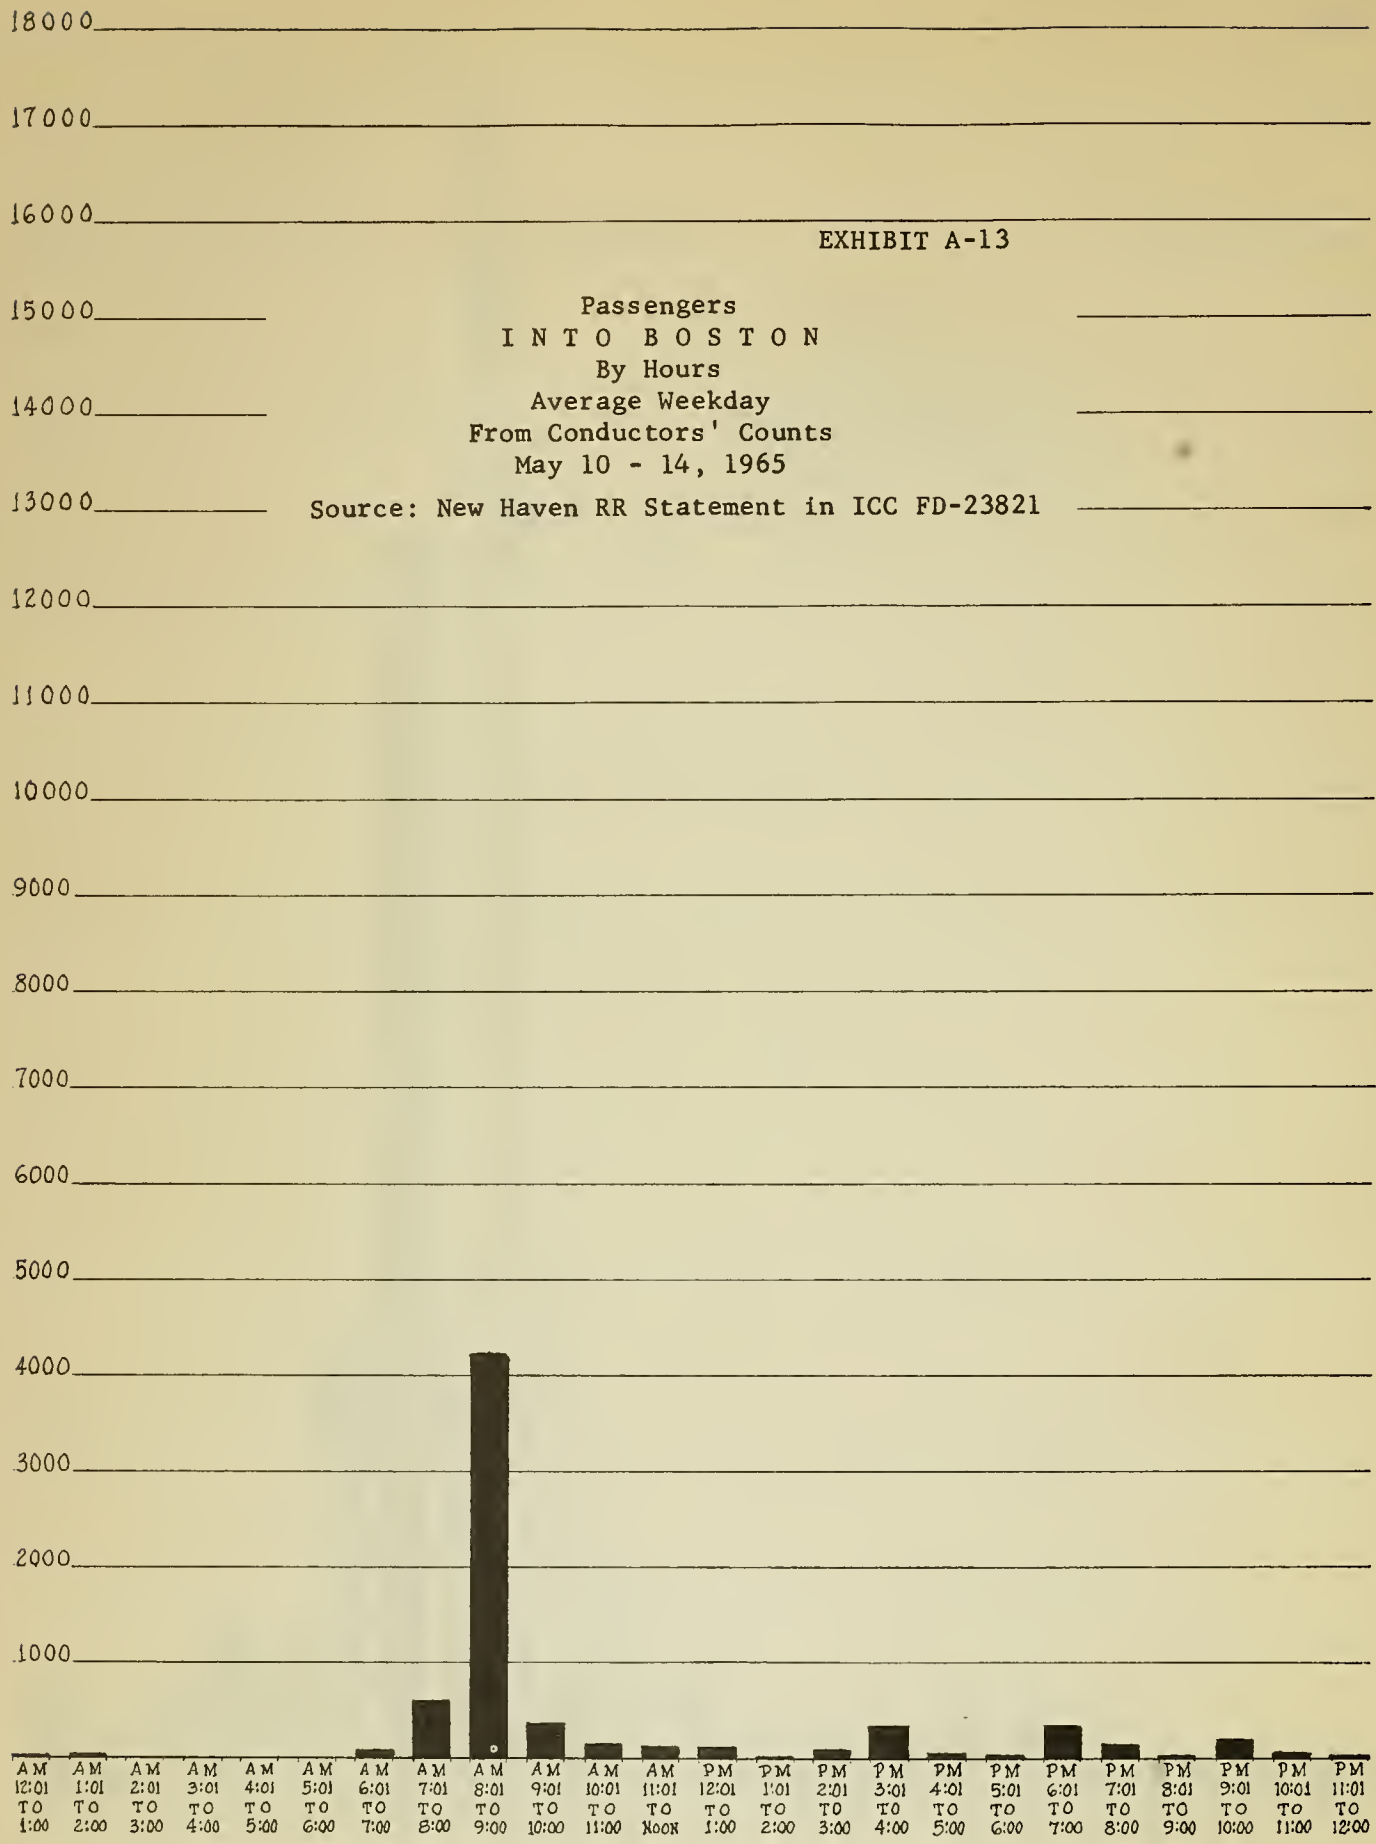 18000
17000
16000
EXHIBIT A-13
15000
Passengers
INTO BOSTON
By Hours
14000
Average Weekday
From Conductors' Counts
May 10 - 14, 1965
13000
Source: New Haven RR Statement in ICC FD-23821
12000
11000
10000
9000
8000
7000
6000
5000
4000
3000
2000
1000
AM AM AM AM AM AM AM AM AM AM AM AM PM PM PM PM PM PM PM PM PM PM PM PM
12:01 1:01 2:01 3:01 4:01 5:01 6:01 7:01 8:01 9:01 10:01 11:01 12:01 1:01 2:01 3:01 4:01 5:01 6:01 7:01 8:01 9:01 10:01 11:01
TO TO TO TO TO TO TO TO TO TO TO TO TO TO TO TO TO TO TO TO TO TO TO TO
1:00 2:00 3:00 4:00 5:00 6:00 7:00 8:00 9:00 10:00 11:00 NOON 1:00 2:00 3:00 4:00 5:00 6:00 7:00 8:00 9:00 10:00 11:00 12:00